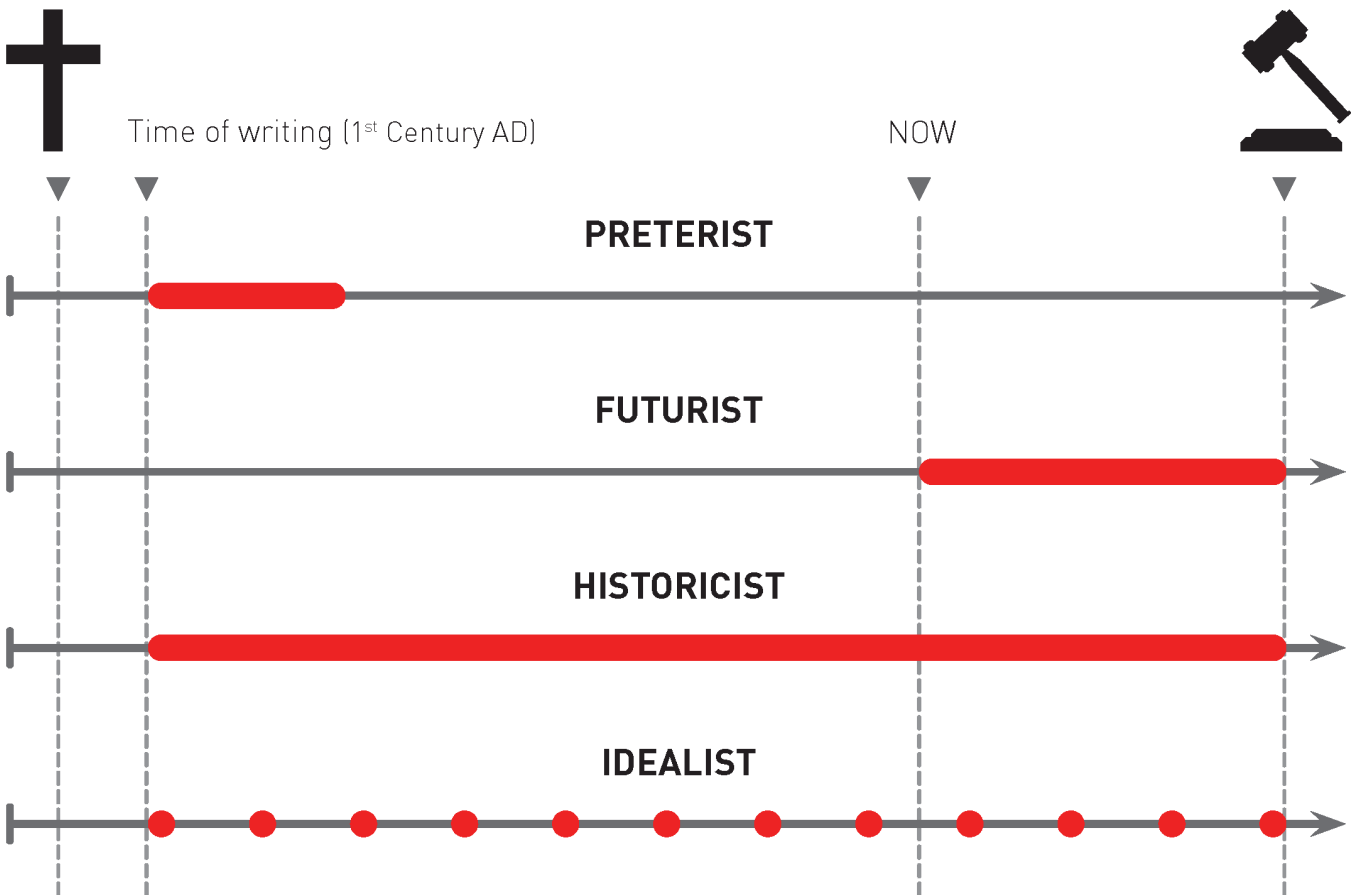 Time of writing (1st Century AD)
NOW
PRETERIST
FUTURIST
HISTORICIST
IDEALIST